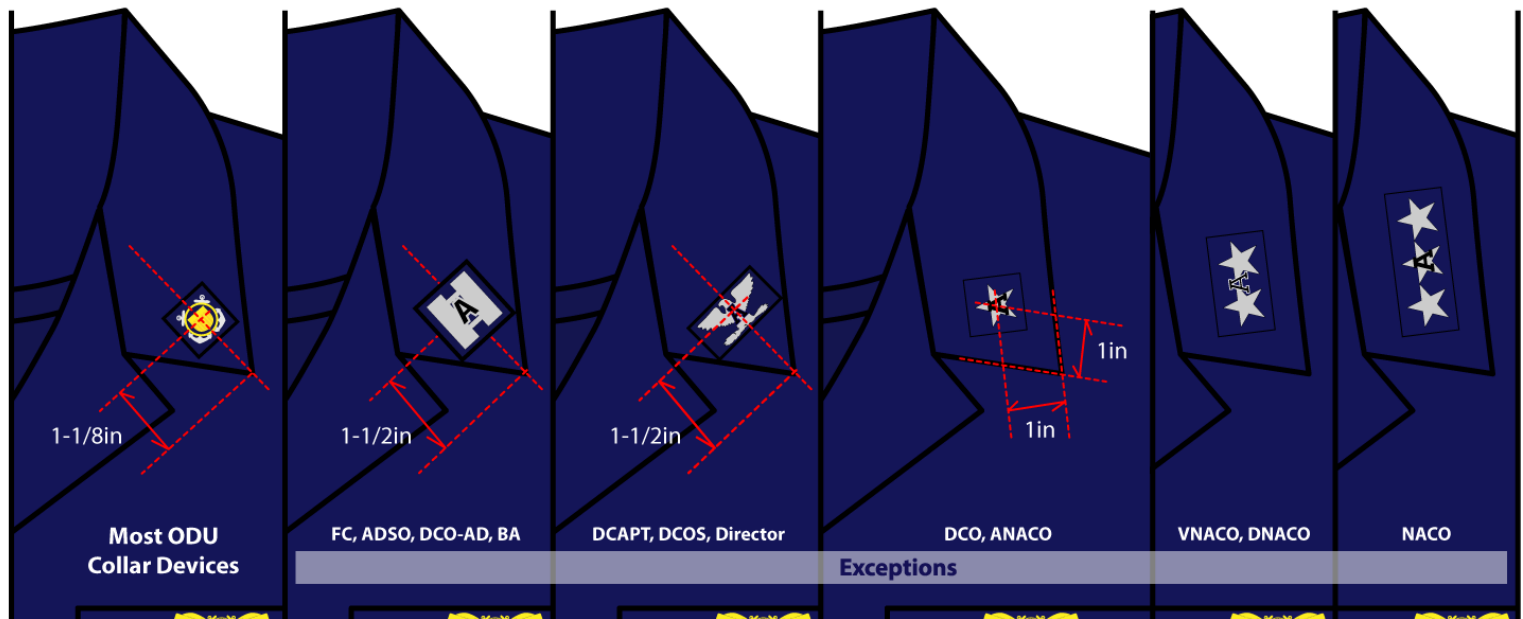 A
A
A
A
A
A
1in
1-1/8in
1-1/2in
1-1/2in
1in
Most ODU
Collar Devices
FC, ADSO, DCO-AD, BA
DCAPT, DCOS, Director
DCO, ANACO
VNACO, DNACO
NACO
Exceptions